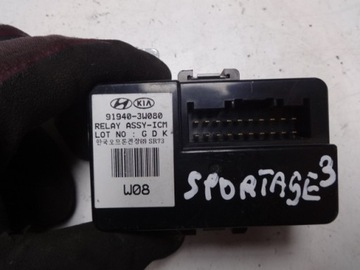 HYUNDAI KIA
91940-3W080
RELAY ASSY-ICM
LOT NO : G D K
W08
SPORTAGE 3